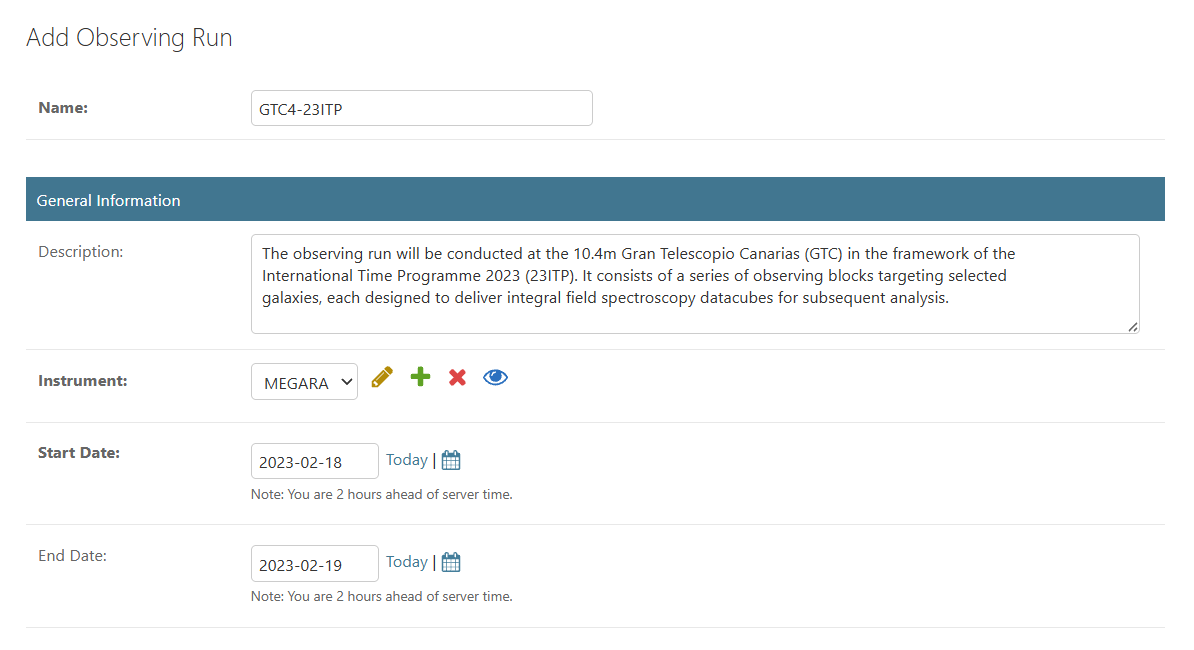 Add Observing Run
Name:
GTC4-23ITP
General Information
Description:
The observing run will be conducted at the 10.4m Gran Telescopio Canarias (GTC) in the framework of the
International Time Programme 2023 (23ITP). It consists of a series of observing blocks targeting selected
galaxies, each designed to deliver integral field spectroscopy datacubes for subsequent analysis.
Instrument:
MEGARA
Start Date:
2023-02-18 Today |
Note: You are 2 hours ahead of server time.
End Date:
2023-02-19 Today |
Note: You are 2 hours ahead of server time.